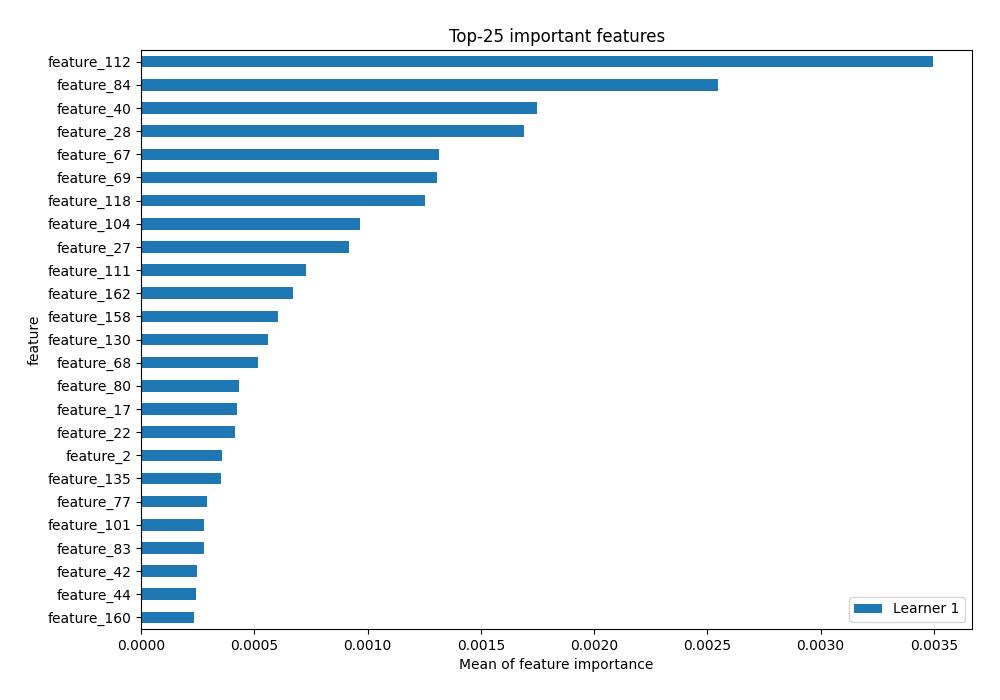 Top-25 important features
feature_112
feature_84
feature_40
feature_28
feature_67
feature_69
feature_118
feature_104
feature_27
feature_111
feature_162
feature_158
feature_130
feature_68
feature_80
feature_17
feature_22
feature_2
feature_135
feature_77
feature_101
feature_83
feature_42
feature_44
feature_160
feature
Learner 1
0.0000 0.0005 0.0010 0.0015 0.0020 0.0025 0.0030 0.0035
Mean of feature importance